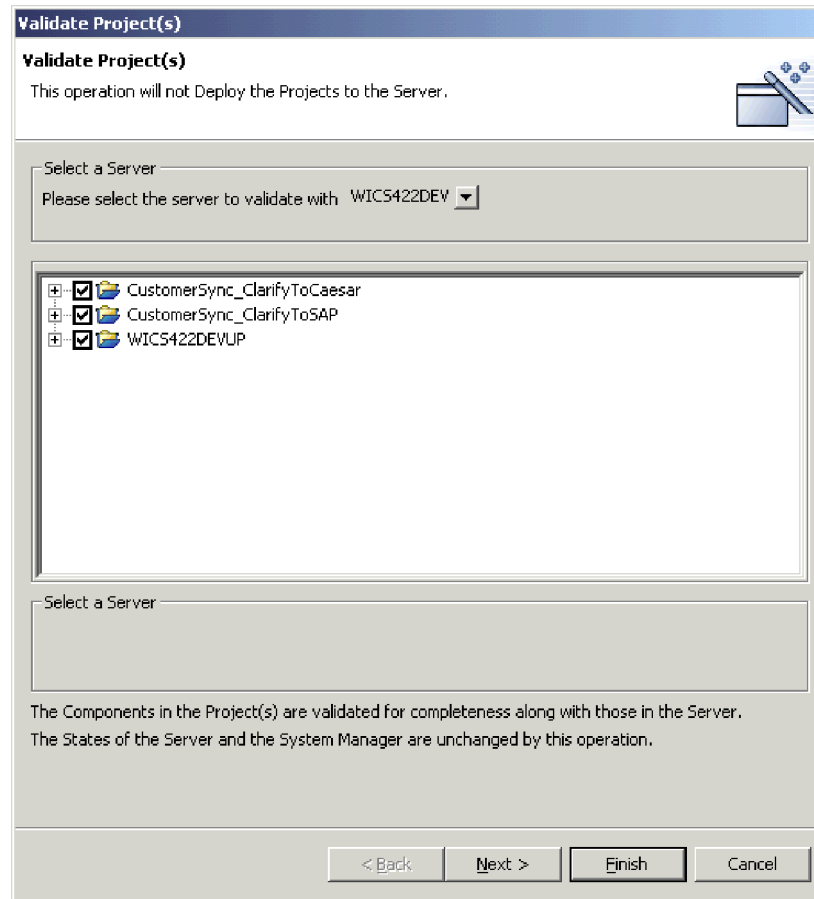 Validate Project(s)
Validate Project(s)
This operation will not Deploy the Projects to the Server.
Select a Server
Please select the server to validate with WICS422DEV
CustomerSync_ClarifyToCaesar
CustomerSync_ClarifyToSAP
WICS422DEVUP
Select a Server
The Components in the Project(s) are validated for completeness along with those in the Server.
The States of the Server and the System Manager are unchanged by this operation.
< Back Next > Finish Cancel